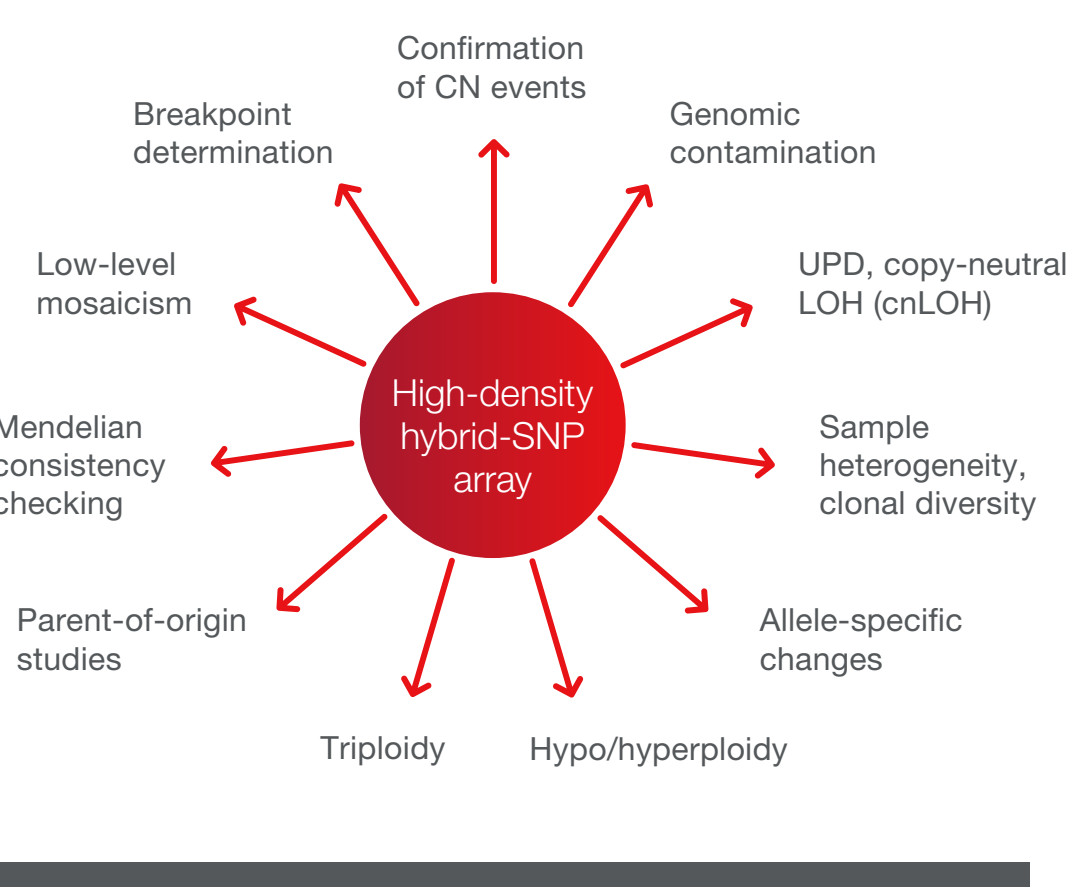 Confirmation
of CN events
Breakpoint
determination
Genomic
contamination
Low-level
mosaicism
UPD, copy-neutral
LOH (cnLOH)
High-density
hybrid-SNP
array
Mendelian
consistency
checking
Sample
heterogeneity,
clonal diversity
Parent-of-origin
studies
Allele-specific
changes
Triploidy
Hypo/hyperploidy